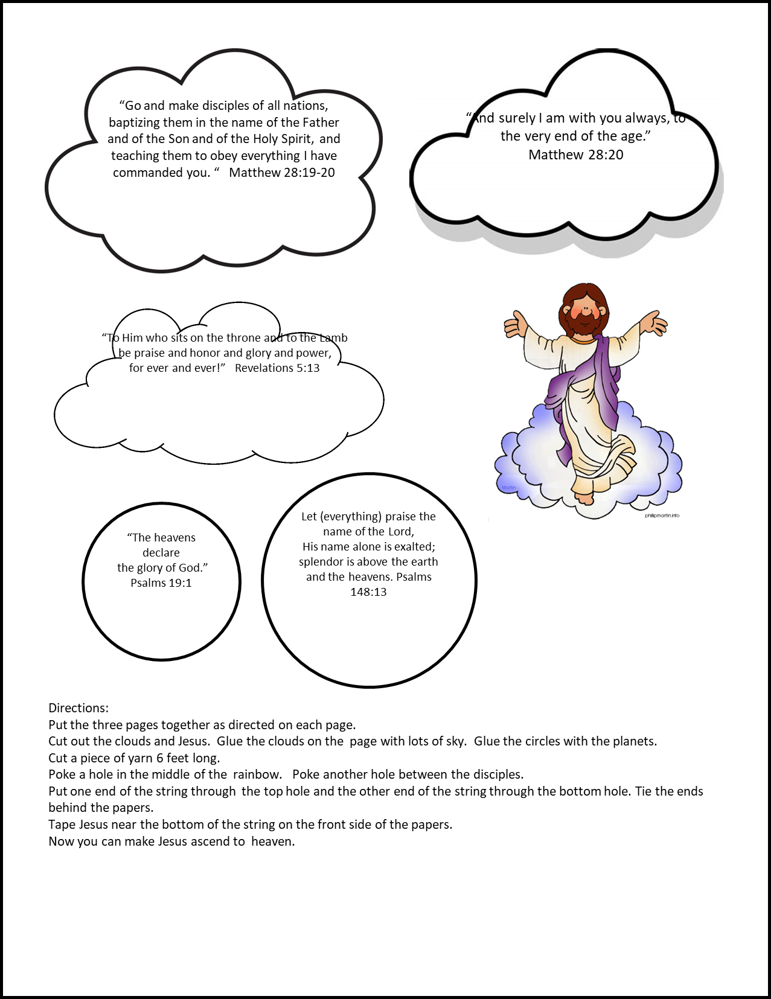 “Go and make disciples of all nations,
baptizing them in the name of the Father
and of the Son and of the Holy Spirit, and
teaching them to obey everything I have
commanded you. “ Matthew 28:19-20
“And surely I am with you always, to
the very end of the age.”
Matthew 28:20
“To Him who sits on the throne and to the Lamb
be praise and honor and glory and power,
for ever and ever!” Revelations 5:13
Martin
philipmartin.info
“The heavens
declare
the glory of God.”
Psalms 19:1
Let (everything) praise the
name of the Lord,
His name alone is exalted;
splendor is above the earth
and the heavens. Psalms
148:13
Directions:
Put the three pages together as directed on each page.
Cut out the clouds and Jesus. Glue the clouds on the page with lots of sky. Glue the circles with the planets.
Cut a piece of yarn 6 feet long.
Poke a hole in the middle of the rainbow. Poke another hole between the disciples.
Put one end of the string through the top hole and the other end of the string through the bottom hole. Tie the ends
behind the papers.
Tape Jesus near the bottom of the string on the front side of the papers.
Now you can make Jesus ascend to heaven.